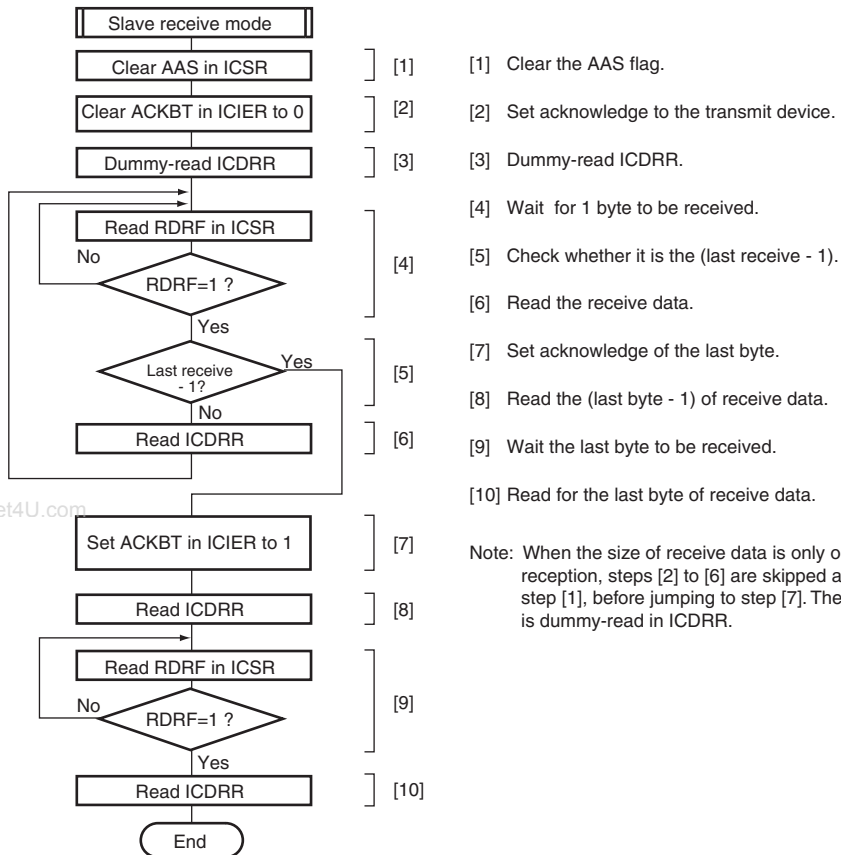 Slave receive mode
Clear AAS in ICSR
[1]
Clear ACKBT in ICIER to 0
[2]
Dummy-read ICDRR
[3]
Read RDRF in ICSR
No
RDRF=1 ?
[4]
Yes
Last receive
- 1?
Yes
[5]
No
Read ICDRR
[6]
et4U.com
Set ACKBT in ICIER to 1
[7]
Read ICDRR
[8]
Read RDRF in ICSR
No
RDRF=1 ?
[9]
Yes
Read ICDRR
[10]
End
[1] Clear the AAS flag.
[2] Set acknowledge to the transmit device.
[3] Dummy-read ICDRR.
[4] Wait for 1 byte to be received.
[5] Check whether it is the (last receive - 1).
[6] Read the receive data.
[7] Set acknowledge of the last byte.
[8] Read the (last byte - 1) of receive data.
[9] Wait the last byte to be received.
[10] Read for the last byte of receive data.
Note: When the size of receive data is only
reception, steps [2] to [6] are skipped
step [1], before jumping to step [7]. The
is dummy-read in ICDRR.